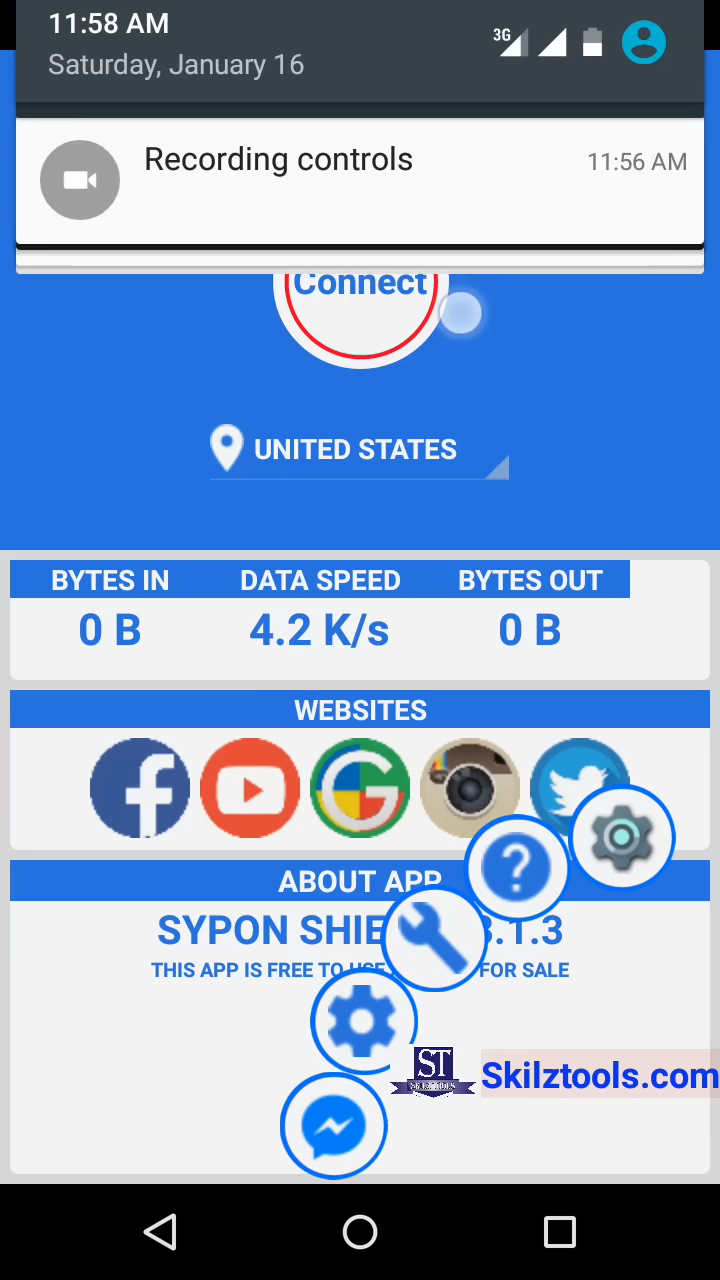 11:58 AM
3G
Saturday, January 16
Recording controls 11:56 AM
Connect
UNITED STATES
BYTES IN DATA SPEED BYTES OUT
0 B 4.2 K/s 0 B
WEBSITES
ABOUT APP
SYPON SHIE .1.3
THIS APP IS FREE TO USE FOR SALE
ST
SKILZTOOLS
Skilztools.com